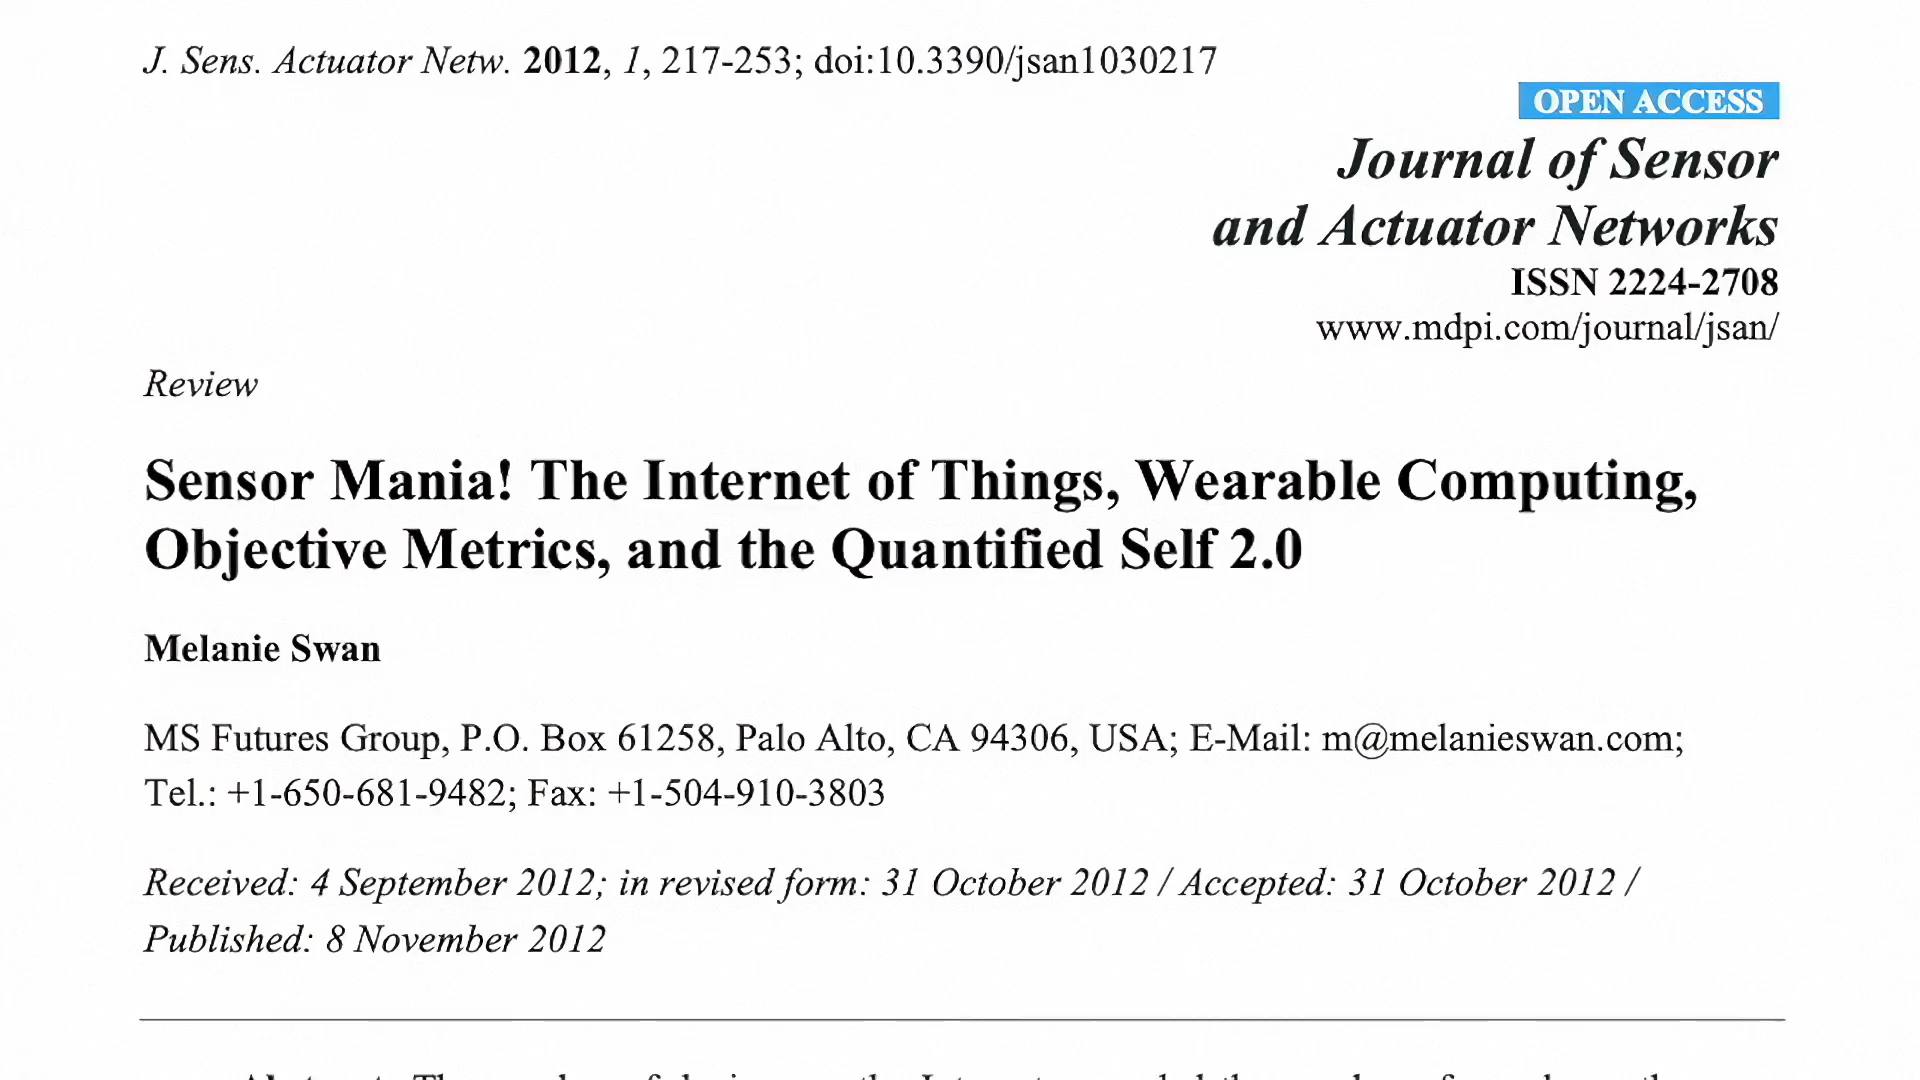 J. Sens. Actuator Netw. 2012, 1, 217-253; doi:10.3390/jsan1030217
OPEN ACCESS
Journal of Sensor
and Actuator Networks
ISSN 2224-2708
www.mdpi.com/journal/jsan/
Review
Sensor Mania! The Internet of Things, Wearable Computing,
Objective Metrics, and the Quantified Self 2.0
Melanie Swan
MS Futures Group, P.O. Box 61258, Palo Alto, CA 94306, USA; E-Mail: m@melanieswan.com;
Tel.: +1-650-681-9482; Fax: +1-504-910-3803
Received: 4 September 2012; in revised form: 31 October 2012 / Accepted: 31 October 2012 /
Published: 8 November 2012